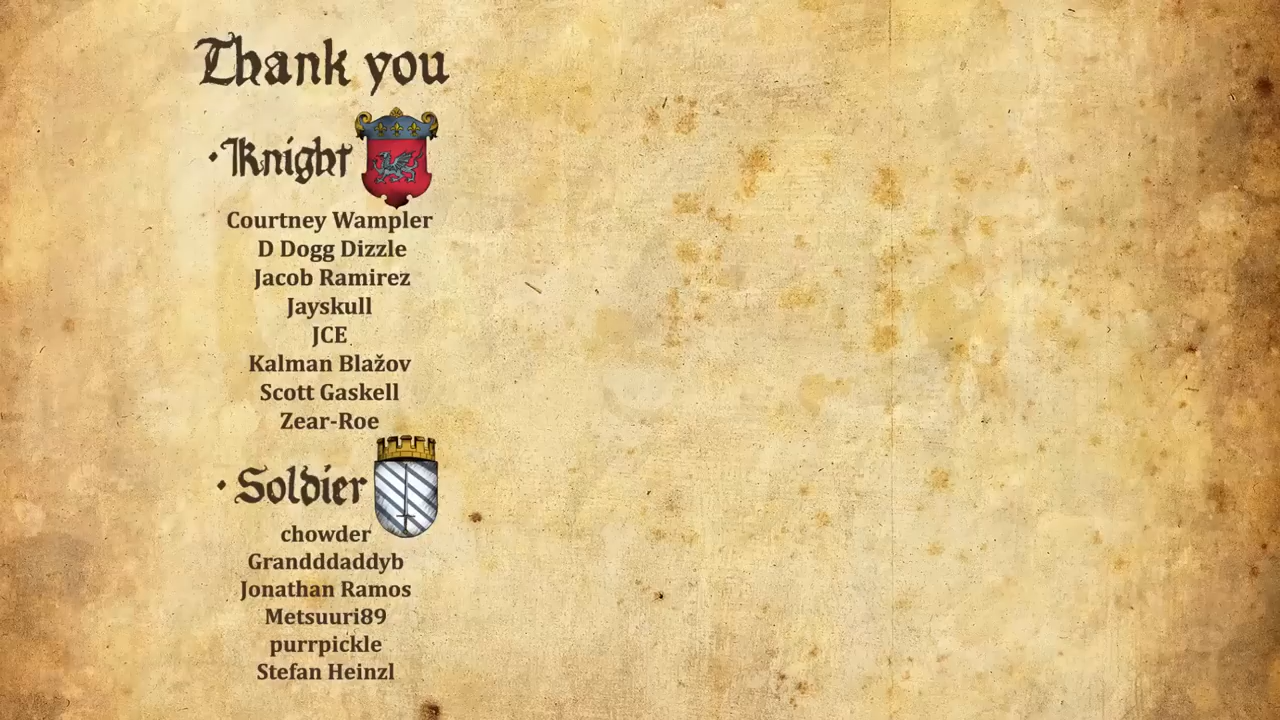 Thank you
·Knight
Courtney Wampler
D Dogg Dizzle
Jacob Ramirez
Jayskull
JCE
Kalman Blažov
Scott Gaskell
Zear-Roe
·Soldier
chowder
Grandddaddyb
Jonathan Ramos
Metsuuri89
purrpickle
Stefan Heinzl